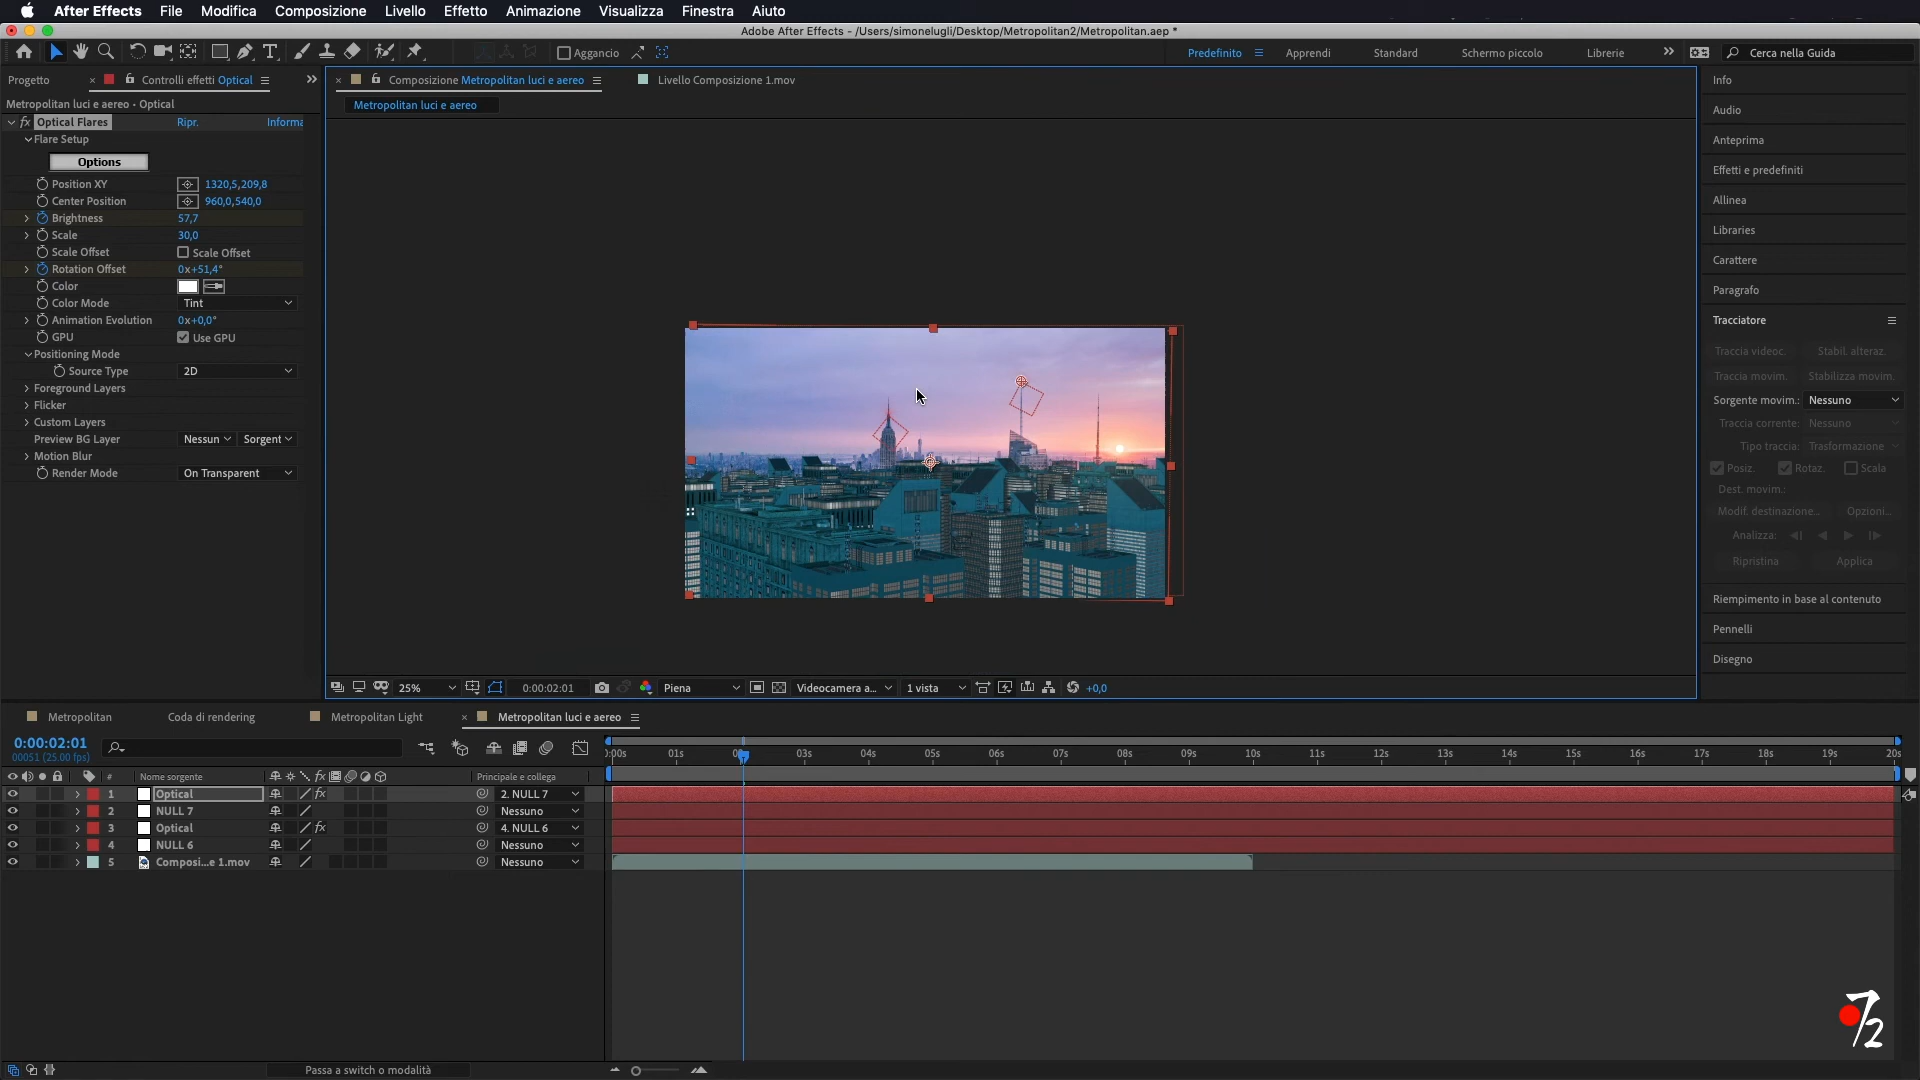 After Effects File Modifica Composizione Livello Effetto Animazione Visualizza Finestra Aiuto
Adobe After Effects - /Users/simonelugli/Desktop/Metropolitan2/Metropolitan.aep *
Aggancio Predefinito Apprendi Standard Schermo piccolo Librerie Cerca nella Guida
Progetto Controlli effetti Optical Composizione Metropolitan luci e aereo Livello Composizione 1.mov Info
Metropolitan luci e aereo • Optical Metropolitan luci e aereo Audio
fx Optical Flares Ripr. Informa
Flare Setup Anteprima
Options Effetti e predefiniti
Position XY 1320,5,209,8
Center Position 960,0,540,0 Allinea
Brightness 57,7
Scale 30,0 Libraries
Scale Offset Scale Offset
Rotation Offset 0x+51,4° Carattere
Color Paragrafo
Color Mode Tint
Animation Evolution 0x+0,0° Tracciatore
GPU Use GPU
Positioning Mode Traccia videoc. Stabil. alteraz.
Source Type 2D Traccia movim. Stabilizza movim.
Foreground Layers Sorgente movim.: Nessuno
Flicker
Custom Layers Traccia corrente: Nessuno
Preview BG Layer Nessun Sorgent Tipo traccia: Trasformazione
Motion Blur Posiz. Rotaz. Scala
Render Mode On Transparent Dest. movim.:
Modif. destinazione... Opzioni...
Analizza:
Ripristina Applica
Riempimento in base al contenuto
Pennelli
Disegno
25% 0:00:02:01 Piena Videocamera a... 1 vista +0,0
Metropolitan Coda di rendering Metropolitan Light Metropolitan luci e aereo
0:00:02:01
00051 (25.00 fps)
01s 03s 04s 05s 06s 07s 08s 09s 10s 11s 12s 13s 14s 15s 16s 17s 18s 19s 20s
# Nome sorgente fx Principale e collega
1 Optical fx 2. NULL 7
2 NULL 7 Nessuno
3 Optical fx 4. NULL 6
4 NULL 6 Nessuno
5 Composi...e 1.mov Nessuno
7/2
Passa a switch o modalità